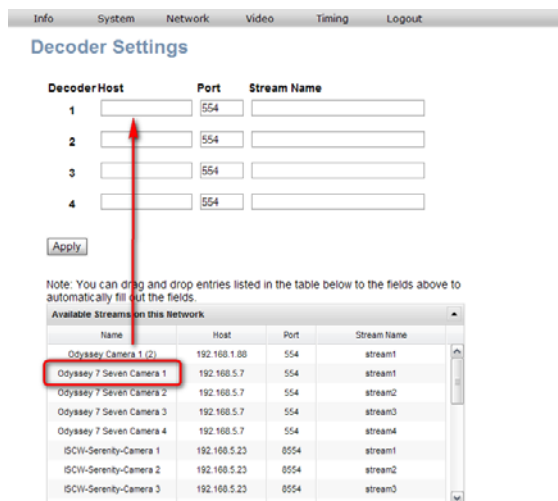 Info System Network Video Timing Logout
Decoder Settings
Decoder Host Port Stream Name
1 554
2 554
3 554
4 554
Apply
Note: You can drag and drop entries listed in the table below to the fields above to
automatically fill out the fields.
Available Streams on this Network
Name Host Port Stream Name
Odyssey Camera 1 (2) 192.168.1.88 554 stream1
Odyssey 7 Seven Camera 1 192.168.5.7 554 stream1
Odyssey 7 Seven Camera 2 192.168.5.7 554 stream2
Odyssey 7 Seven Camera 3 192.168.5.7 554 stream3
Odyssey 7 Seven Camera 4 192.168.5.7 554 stream4
ISCW-Serenity-Camera 1 192.168.5.23 8554 stream1
ISCW-Serenity-Camera 2 192.168.5.23 8554 stream2
ISCW-Serenity-Camera 3 192.168.5.23 8554 stream3